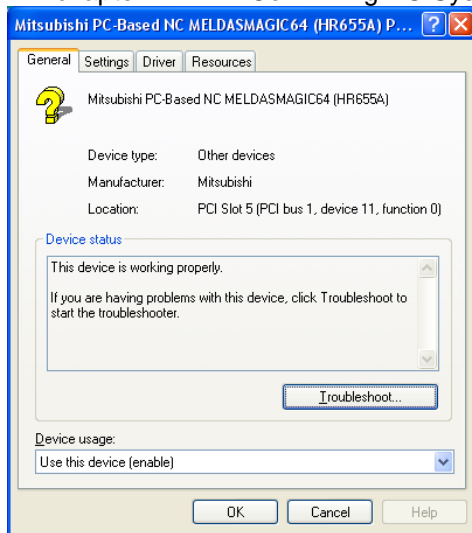 Mitsubishi PC-Based NC MELDASMAGIC64 (HR655A) P...
General Settings Driver Resources
Mitsubishi PC-Based NC MELDASMAGIC64 (HR655A)
Device type: Other devices
Manufacturer: Mitsubishi
Location: PCI Slot 5 (PCI bus 1, device 11, function 0)
Device status
This device is working properly.
If you are having problems with this device, click Troubleshoot to
start the troubleshooter.
Troubleshoot...
Device usage:
Use this device (enable)
OK Cancel Help